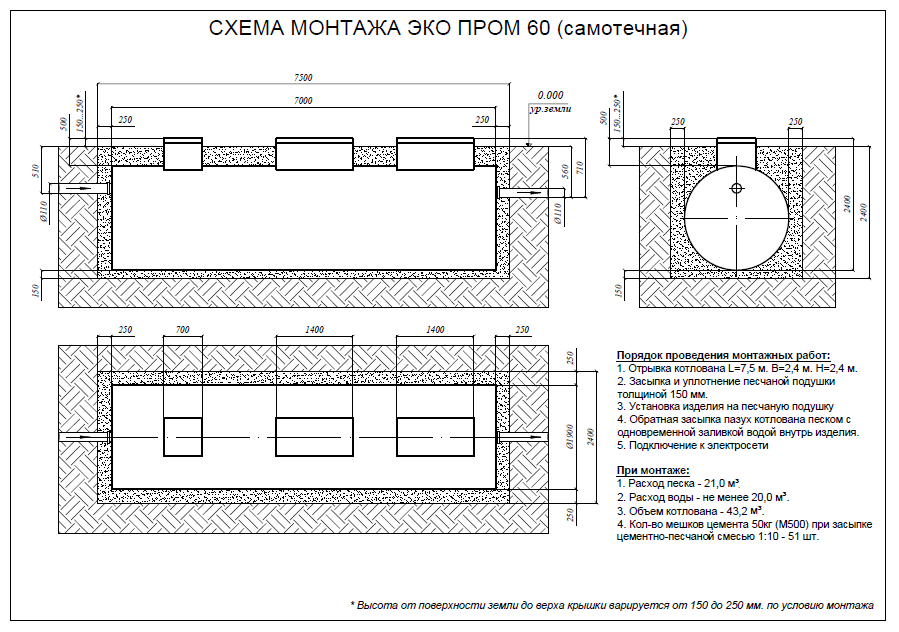 СХЕМА МОНТАЖА ЭКО ПРОМ 60 (самотечная)
7500
7000
250
250
0.000
ур.земли
500
150...250*
510
Ø110
150
560
710
Ø110
500
150...250*
250
250
2400
2400
150
250
700
1400
1400
250
250
Ø1900
2400
250
Порядок проведения монтажных работ:
1. Отрывка котлована L=7,5 м. B=2,4 м. H=2,4 м.
2. Засыпка и уплотнение песчаной подушки
толщиной 150 мм.
3. Установка изделия на песчаную подушку
4. Обратная засыпка пазух котлована песком с
одновременной заливкой водой внутрь изделия.
5. Подключение к электросети
При монтаже:
1. Расход песка - 21,0 м³.
2. Расход воды - не менее 20,0 м³.
3. Объем котлована - 43,2 м³.
4. Кол-во мешков цемента 50кг (М500) при засыпке
цементно-песчаной смесью 1:10 - 51 шт.
* Высота от поверхности земли до верха крышки варируется от 150 до 250 мм. по условию монтажа